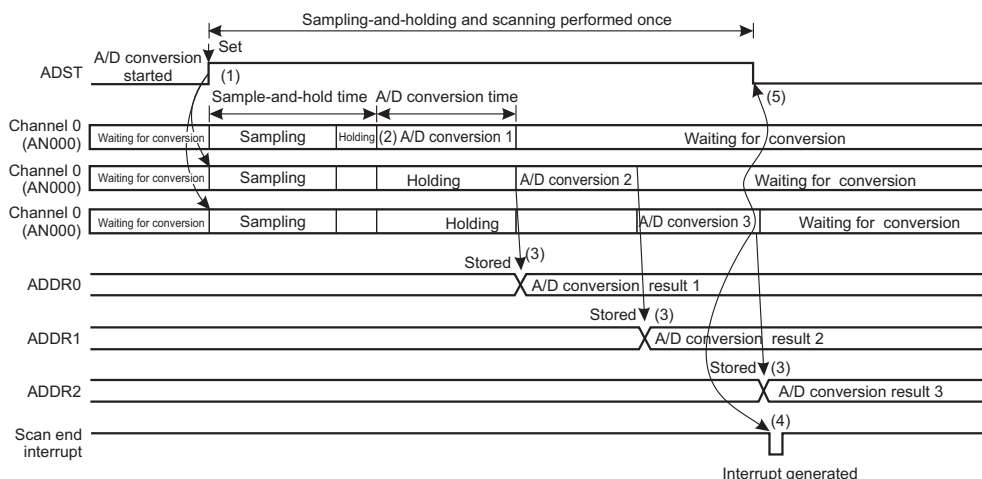 Sampling-and-holding and scanning performed once
Set
A/D conversion
started
ADST
(1)
(5)
Sample-and-hold time
A/D conversion time
Channel 0
(AN000)
Waiting for conversion
Sampling
Holding
(2) A/D conversion 1
Waiting for conversion
Channel 0
(AN000)
Waiting for conversion
Sampling
Holding
A/D conversion 2
Waiting for conversion
Channel 0
(AN000)
Waiting for conversion
Sampling
Holding
A/D conversion 3
Waiting for conversion
Stored
(3)
ADDR0
A/D conversion result 1
Stored
(3)
ADDR1
A/D conversion result 2
Stored
(3)
ADDR2
A/D conversion result 3
(4)
Scan end
interrupt
Interrupt generated